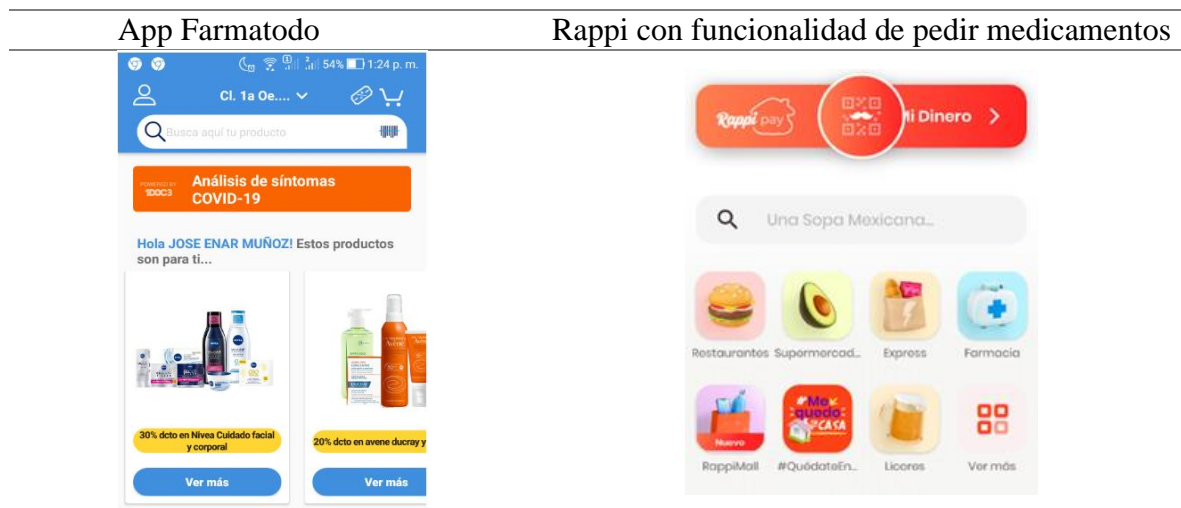 App Farmatodo
Rappi con funcionalidad de pedir medicamentos
54% 1:24 p. m.
Cl. 1a Oe....
Busca aquí tu producto
POWERED BY
1DOC3
Análisis de síntomas
COVID-19
Hola JOSE ENAR MUÑOZ! Estos productos
son para ti...
30% dcto en Nivea Cuidado facial
y corporal
20% dcto en avene ducray y
Ver más
Ver más
Rappi pay
Mi Dinero
Una Sopa Mexicana...
Restaurantes Supermercad... Express Farmacia
#Me
quedo
CASA
Nuevo
RappiMall #QuédateEn... Licores Ver más